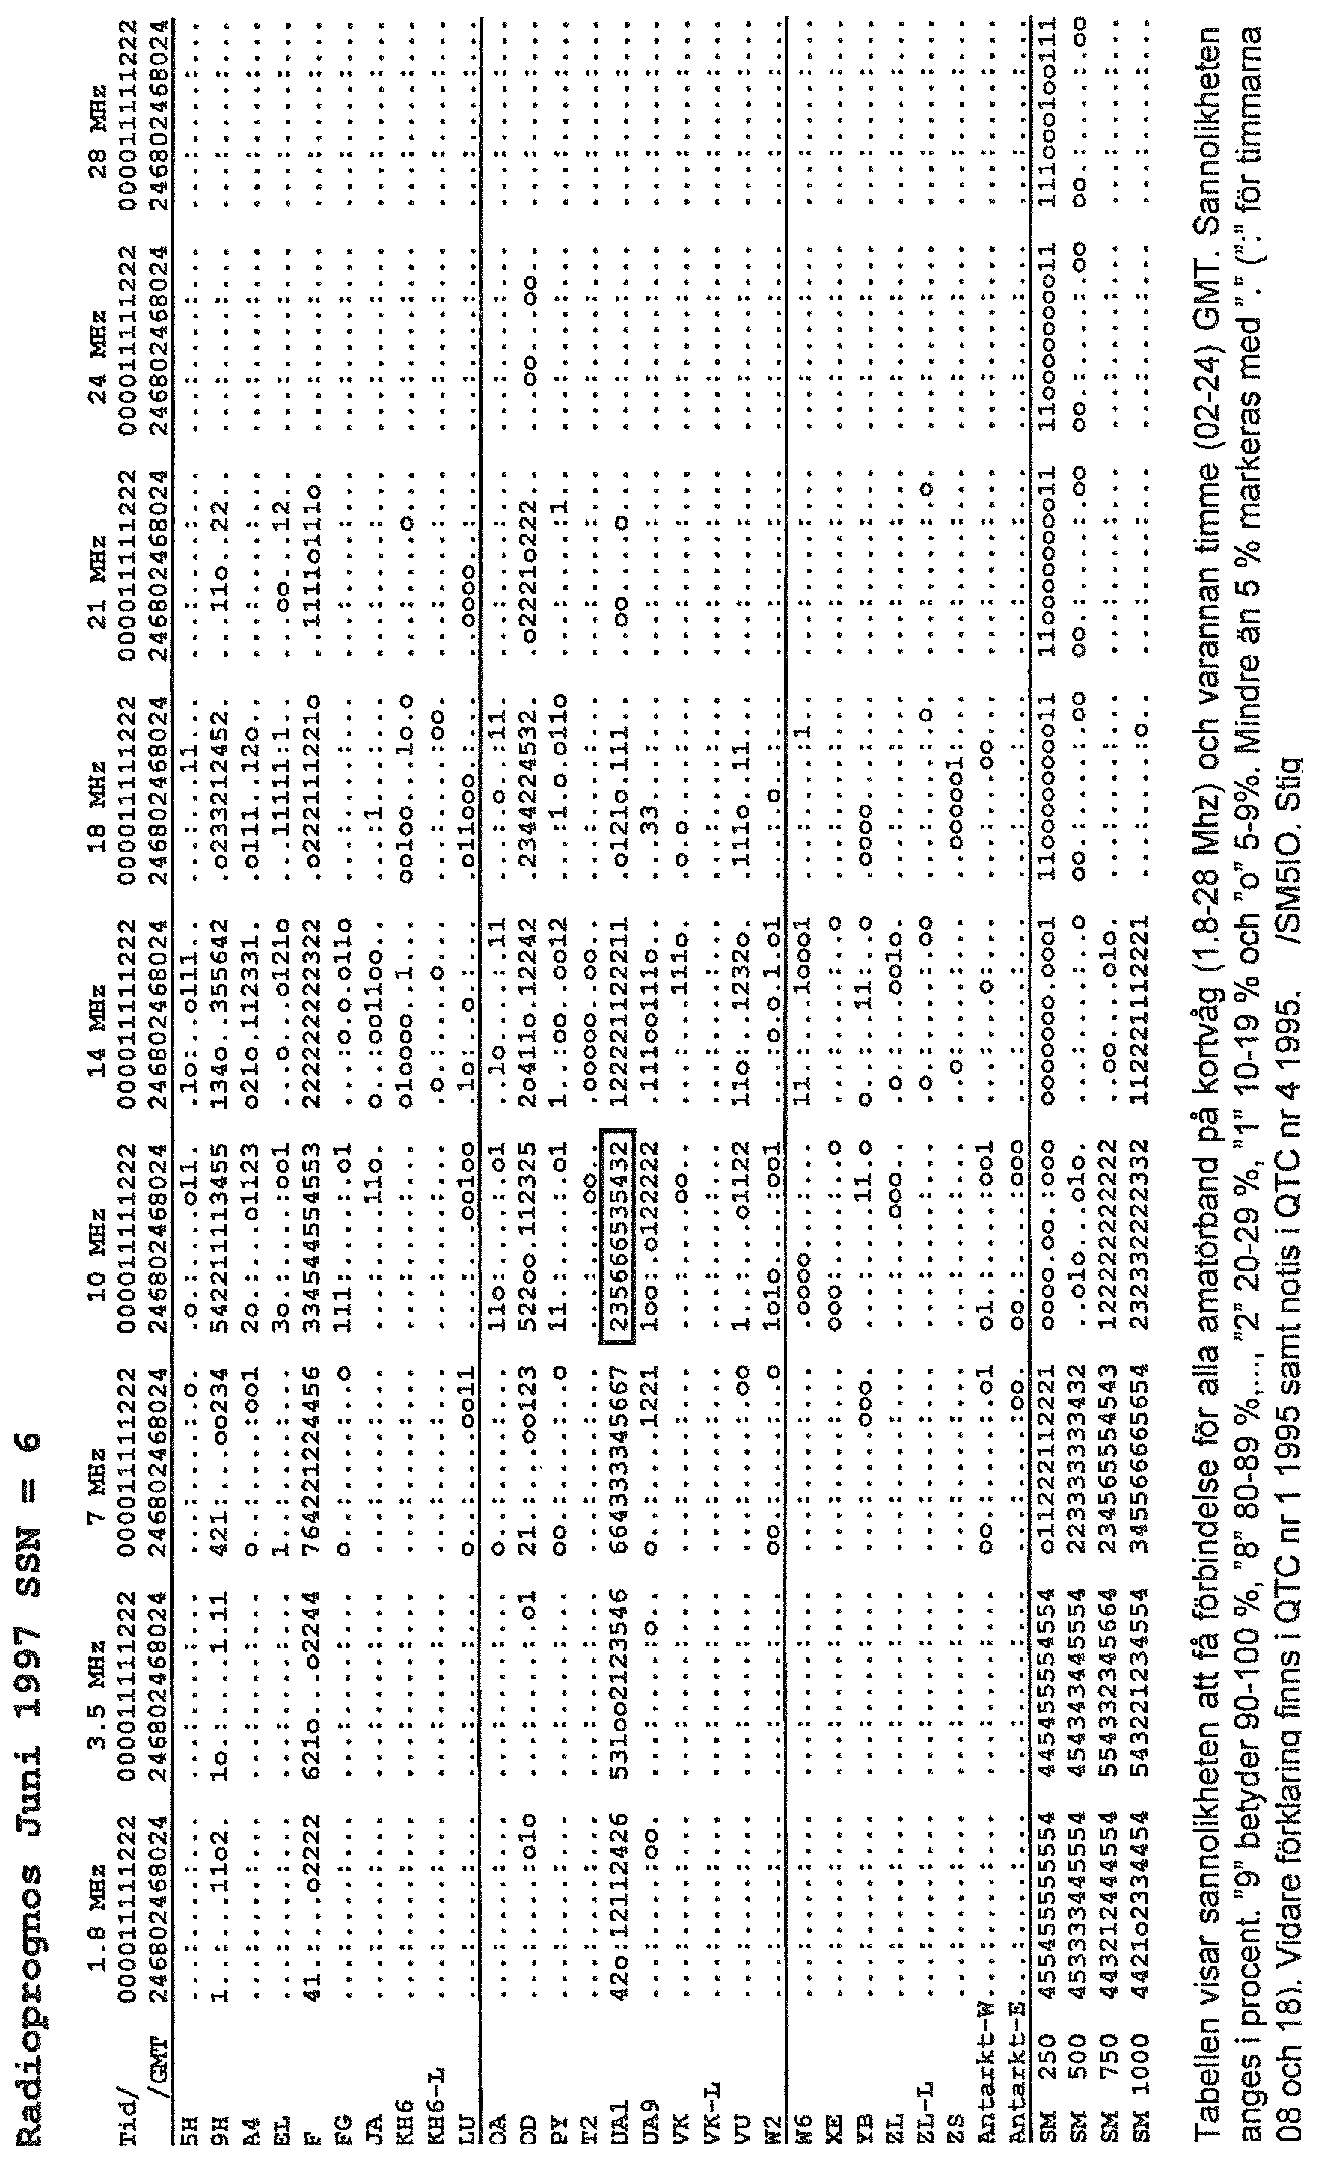 Radioprognos Juni 1997 SSN = 6
1.8 MHz 3.5 MHz 7 MHz 10 MHz 14 MHz 18 MHz 21 MHz 24 MHz 28 MHz
Tid/ 000011111222 000011111222 000011111222 000011111222 000011111222 000011111222 000011111222 000011111222 000011111222
/GMT 246802468024 246802468024 246802468024 246802468024 246802468024 246802468024 246802468024 246802468024 246802468024
5H ...:....:... ...:....:... ...:....:.o. .o.:....o11. .1o:..o111.. ...:....11.. ...:....:... ...:....:... ...:....:...
9H 1..:...11o2. 1o.:....1.11 421:...oo234 542211113455 134o..355642 .o233212452. ...11o..22.. ...:....:... ...:....:...
A4 ...:....:... ...:....:... o..:....:oo1 2o.:...o1123 o21o.112331. .o111..12o.. ...:....:... ...:....:... ...:....:...
EL ...:....:... ...:....:... 1..:....:... 3o.:....:oo1 ...o...o121o ...11111:1.. ...oo...12.. ...:....:... ...:....:...
F 41.:...o2222 621o...o2244 764221224456 334544554553 222222222322 .o222111221o ..1111o111o. ...:....:... ...:....:...
FG ...:....:... ...:....:... o..:....:..o 111:....:.o1 ...:o.o.o11o ...:....:... ...:....:... ...:....:... ...:....:...
JA ...:....:... ...:....:... ...:....:... ...:....11o. o..:oo11oo.. ...:1...:... ...:....:... ...:....:... ...:....:...
KH6 ...:....:... ...:....:... ...:....:... ...:....:... o1oooo..1... oo1oo...1o.o ...:....o... ...:....:... ...:....:...
KH6-L ...:....:... ...:....:... ...:....:... ...:....:... .o.:....o... ...:....:oo. ...:....:... ...:....:... ...:....:...
LU ...:....:... ...:....:... o..:....oo11 ...:...oo1oo .1o:..o.:... .o11ooo.:... ..oooo..:... ...:....:... ...:....:...
OA ...:....:... ...:....:... o..:....:... 11o:....:.o1 ..1o....:.11 ...:.o..:11. ...:....:... ...:....:... ...:....:...
OD ...:....:o1o ...:....:.o1 21.:...oo123 522oo.112325 2o411o.12242 .23442224532. .o2221o222.. ...oo...oo.. ...:....:...
PY ...:....:... ...:....:... oo.:....:..o 11.:....:.o1 1..:oo..oo12 ...:1.o.o11o ...:....:1.. ...:....:... ...:....:...
T2 ...:....:... ...:....:... ...:....:... ...:....:oo. .oooo...oo.. ...:....:... ...:....:... ...:....:... ...:....:...
UA1 42o:12112426 531oo2123546 664333345667 235666535432 122221122211 .o121o.111.. ..oo....o... ...:....:... ...:....:...
UA9 ...:....:oo. ...:....:o.. o..:....1221 1oo:.o122222 .111oo111o.. ...33...:... ...:....:... ...:....:... ...:....:...
VK ...:....:... ...:....:... ...:....:... ...:....oo.. ...:...111o. .o.o....:... ...:....:... ...:....:... ...:....:...
VK-L ...:....:... ...:....:... ...:....:... ...:....:... ...:....:... ...:....:... ...:....:... ...:....:... ...:....:...
VU ...:....:... ...:....:... ...:....:.oo 1..:...o1122 11o:..1232o. .111o...11.. ...:....:... ...:....:... ...:....:...
W2 ...:....:... ...:....:... oo.:....:..o 1o1o....:oo1 ...:o.o.1.o1 ...:.o..:... ...:....:... ...:....:... ...:....:...
W6 ...:....:... ...:....:... ...:....:... .oooo...:... 11.:...1ooo1 ...:....:1.. ...:....:... ...:....:... ...:....:...
XE ...:....:... ...:....:... ...:....:... ooo:....:..o ...:....:..o ...:....:... ...:....:... ...:....:... ...:....:...
YB ...:....:... ...:....:... ...:....ooo. ...:....11.o o..:..11:..o .oooo...:... ...:....:... ...:....:... ...:....:...
ZL ...:....:... ...:....:... ...:....:... ...:...ooo.. .o.:...oo1o. ...:....:... ...:....:... ...:....:... ...:....:...
ZL-L ...:....:... ...:....:... ...:....:... ...:....:... .o.:....:.oo ...:....:.o. ...:....:.o. ...:....:... ...:....:...
ZS ...:....:... ...:....:... ...:....:... ...:....:... ..o:....:... ..ooooo1:... ...:....:... ...:....:... ...:....:...
Antarkt-W ...:....:... ...:....:... oo.:....:.o1 o1.:....:oo1 ...:...o:... ...:...oo... ...:....:... ...:....:... ...:....:...
Antarkt-E ...:....:... ...:....:... ...:....:oo. oo.:....:ooo ...:....:... ...:....:... ...:....:... ...:....:... ...:....:...
SM 250 455455555554 445455554554 o11222112221 oooo.oo.:ooo ooooooo.ooo1 11oooooooo11 11oooooooo11 11oooooooo11 111ooo1oo111
SM 500 453333445554 454343445554 223333333432 ..o1o...o1o. ...:....:..o oo.:....:.oo oo.:....:.oo oo.:....:.oo oo.:....:.oo
SM 750 443212444554 554332345664 234565554543 122222222222 ..oo....o1o. ...:....:... ...:....:... ...:....:... ...:....:...
SM 1000 4421o2334454 543221234554 345566665654 232332222332 112221112221 ...:....:o.. ...:....:... ...:....:... ...:....:...
Tabellen visar sannolikheten att få förbindelse för alla amatörband på kortvåg (1.8-28 Mhz) och varannan timme (02-24) GMT. Sannolikheten
anges i procent. "9" betyder 90-100 %, "8" 80-89 %,...., "2" 20-29 %, "1" 10-19 % och "o" 5-9%. Mindre än 5 % markeras med "." (":" för timmarna
08 och 18). Vidare förklaring finns i QTC nr 1 1995 samt notis i QTC nr 4 1995. /SM5IO. Stig